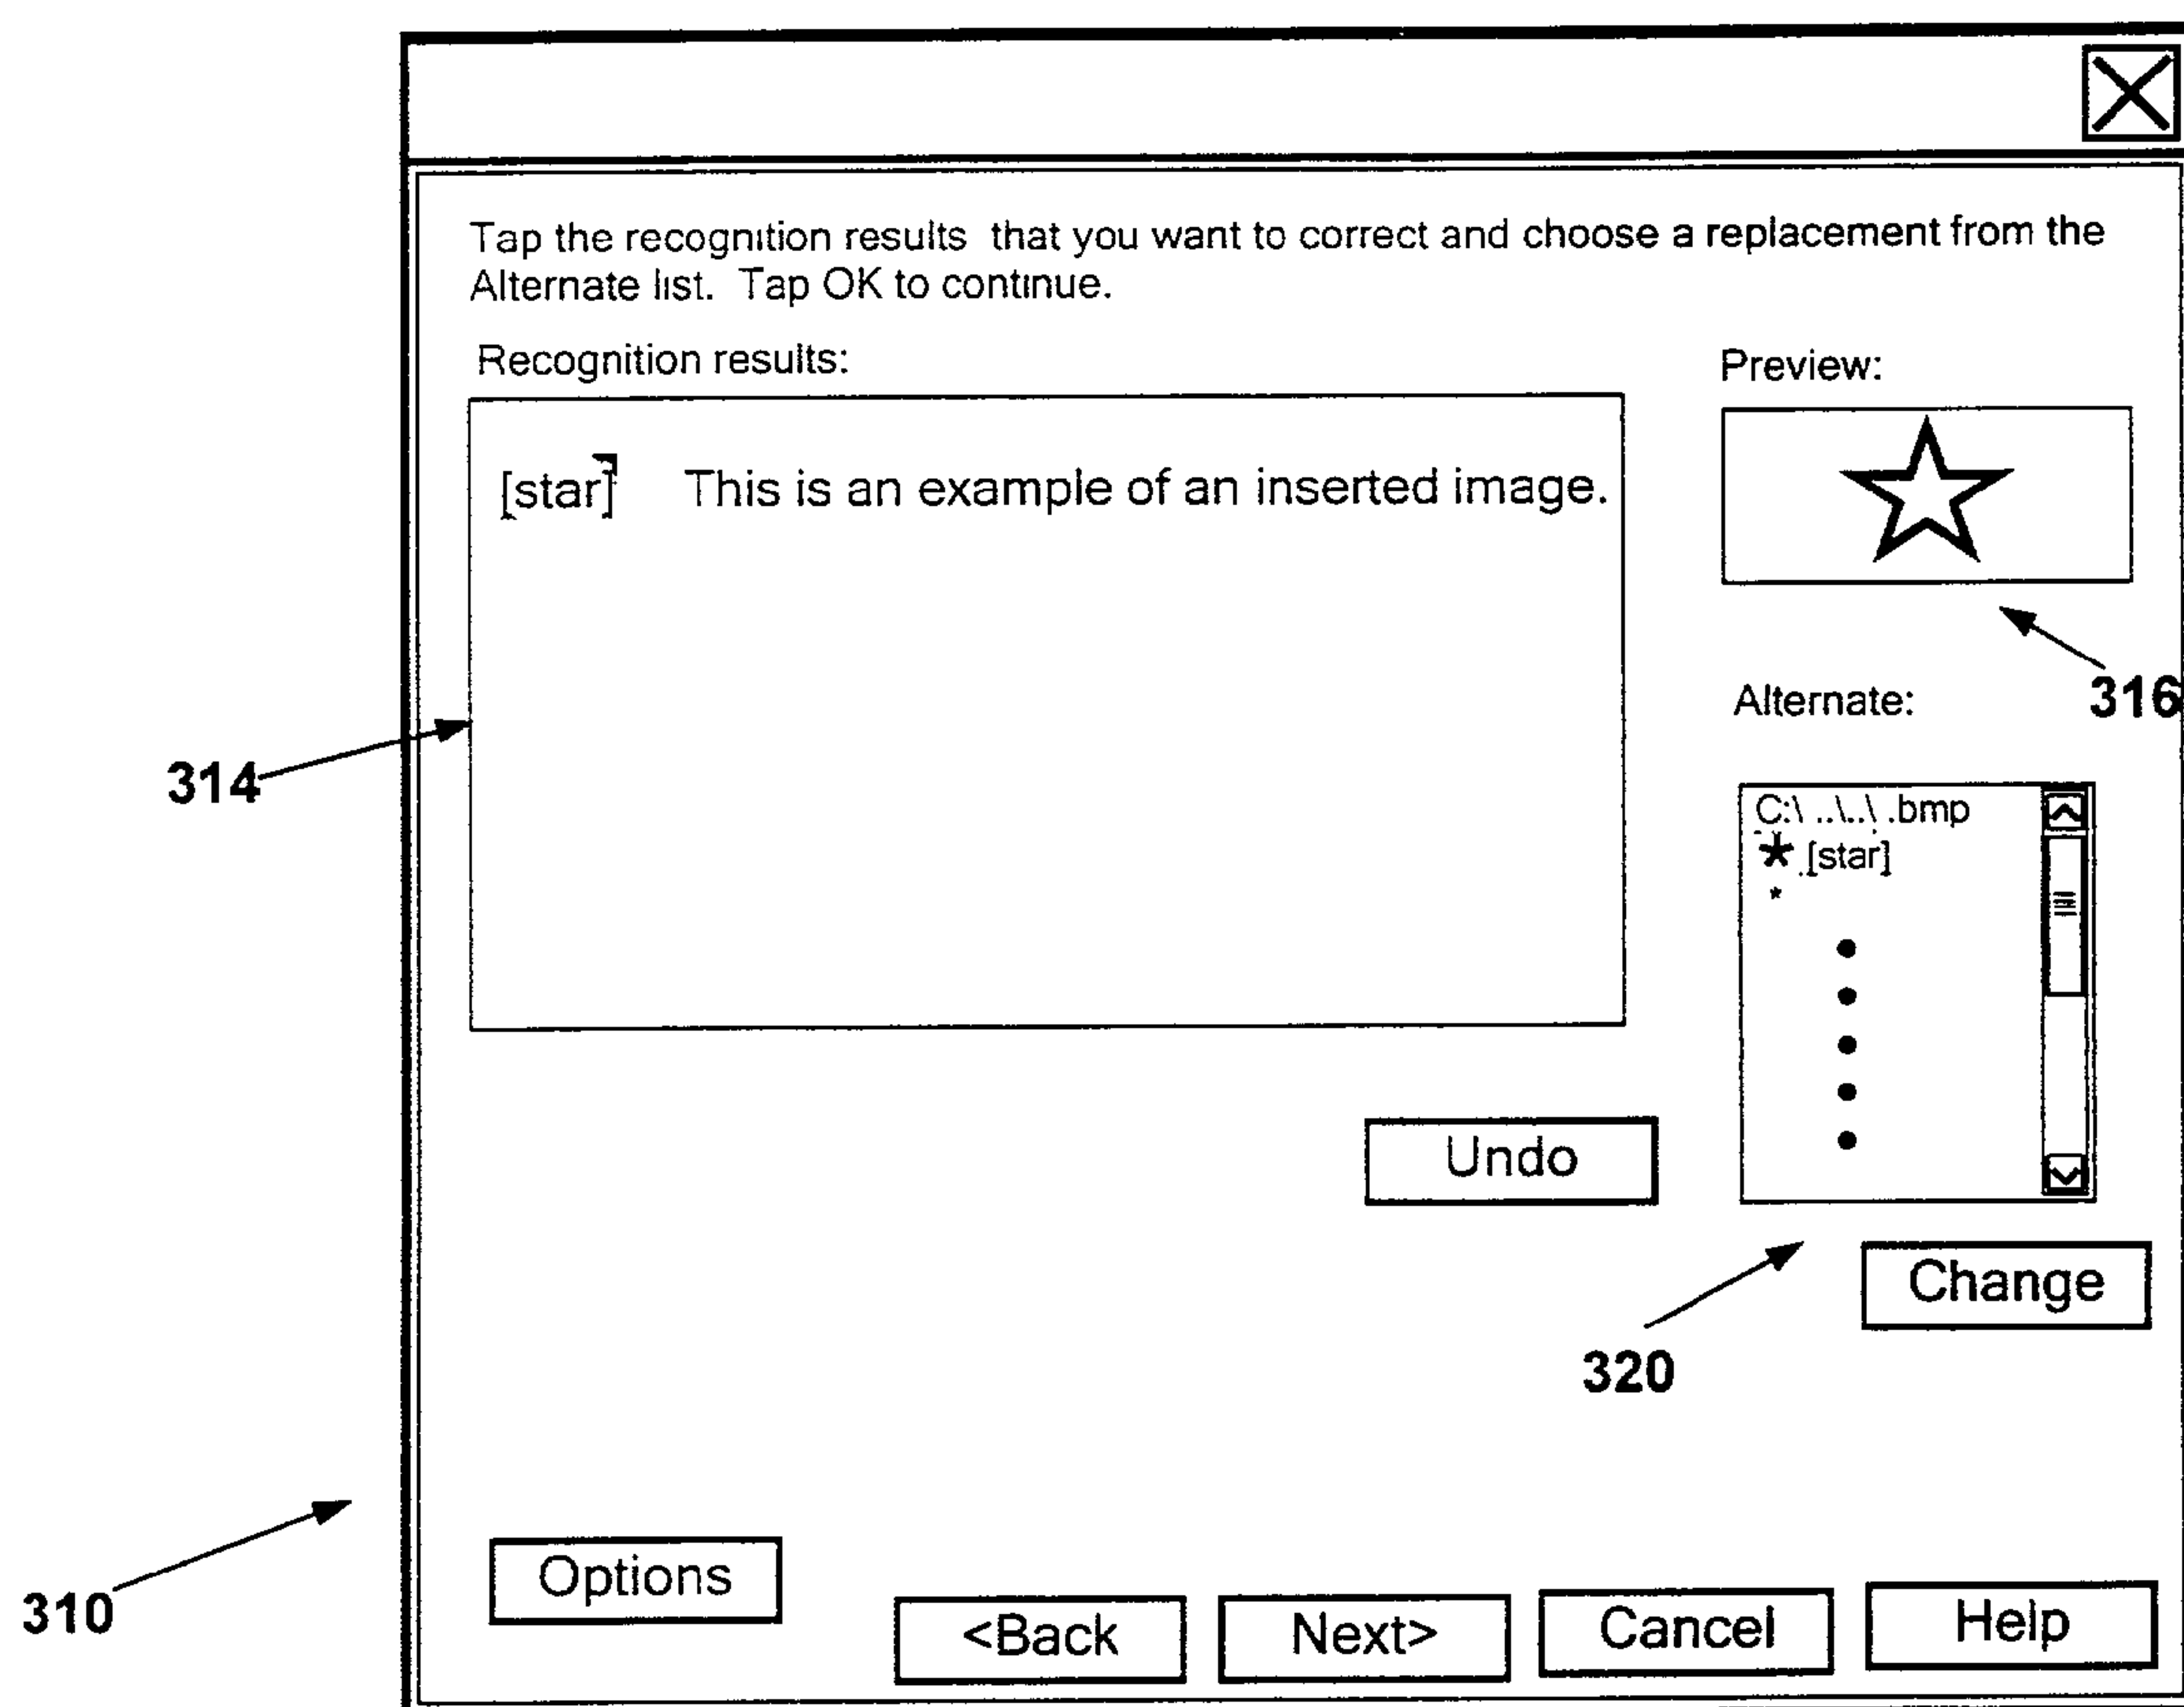 Tap the recognition results that you want to correct and choose a replacement from the
Alternate list. Tap OK to continue.
Recognition results:
Preview:
[star] This is an example of an inserted image.
316
Alternate:
314
C:\ ..\..\ .bmp
* [star]
*
Undo
Change
320
Options
310
<Back
Next>
Cancel
Help